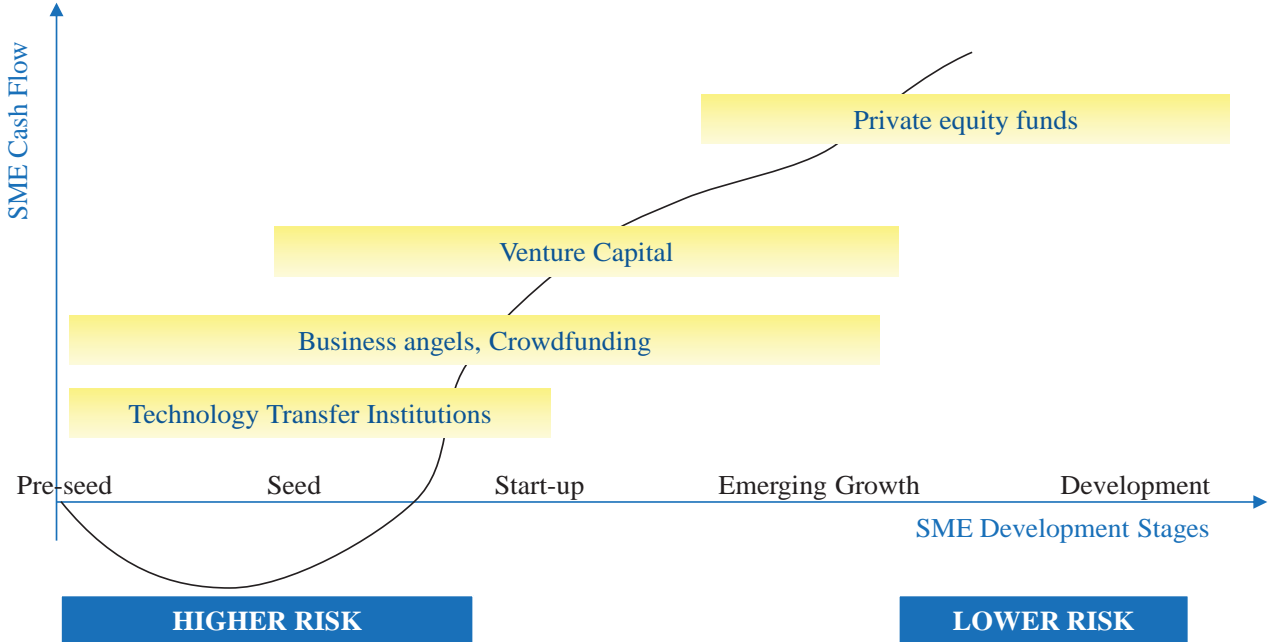 SME Cash Flow
Private equity funds
Venture Capital
Business angels, Crowdfunding
Technology Transfer Institutions
Pre-seed
Seed
Start-up
Emerging Growth
Development
SME Development Stages
HIGHER RISK
LOWER RISK